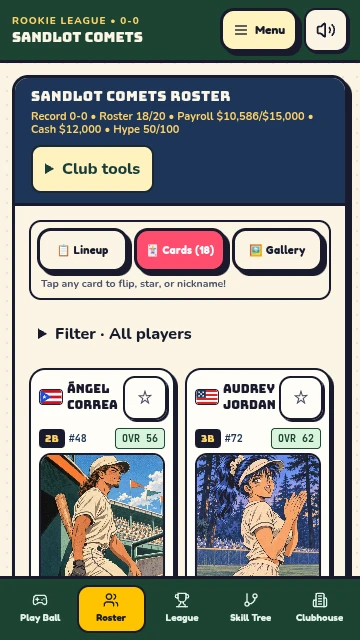 ROOKIE LEAGUE • 0-0
SANDLOT COMETS
Menu
SANDLOT COMETS ROSTER
Record 0-0 • Roster 18/20 • Payroll $10,586/$15,000 •
Cash $12,000 • Hype 50/100
Club tools
Lineup
Cards (18)
Gallery
Tap any card to flip, star, or nickname!
Filter · All players
ÁNGEL
CORREA
2B #48 OVR 56
AUDREY
JORDAN
3B #72 OVR 62
Play Ball
Roster
League
Skill Tree
Clubhouse